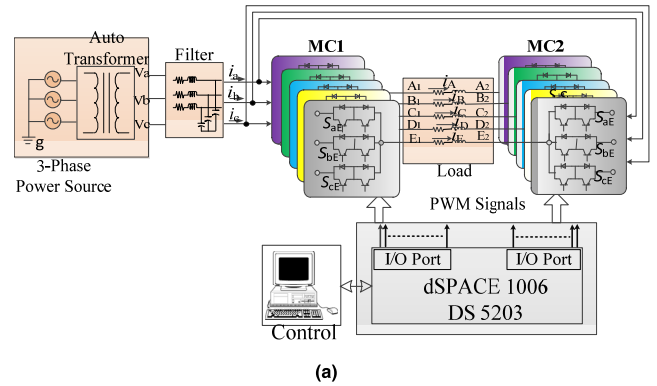 Auto
Transformer
Filter
MC1
MC2
Va
Vb
Vc
ia
ib
ic
g
3-Phase
Power Source
A1 iA A2
B1 iB B2
C1 iC C2
D1 iD D2
E1 iE E2
Load
SaE
SbE
ScE
SaE
SbE
ScE
PWM Signals
I/O Port
I/O Port
dSPACE 1006
DS 5203
Control
(a)